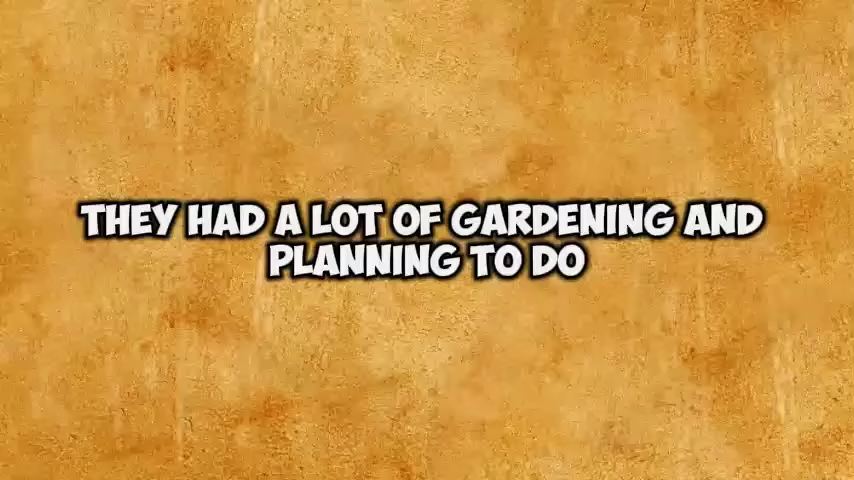 THEY HAD A LOT OF GARDENING AND
PLANNING TO DO